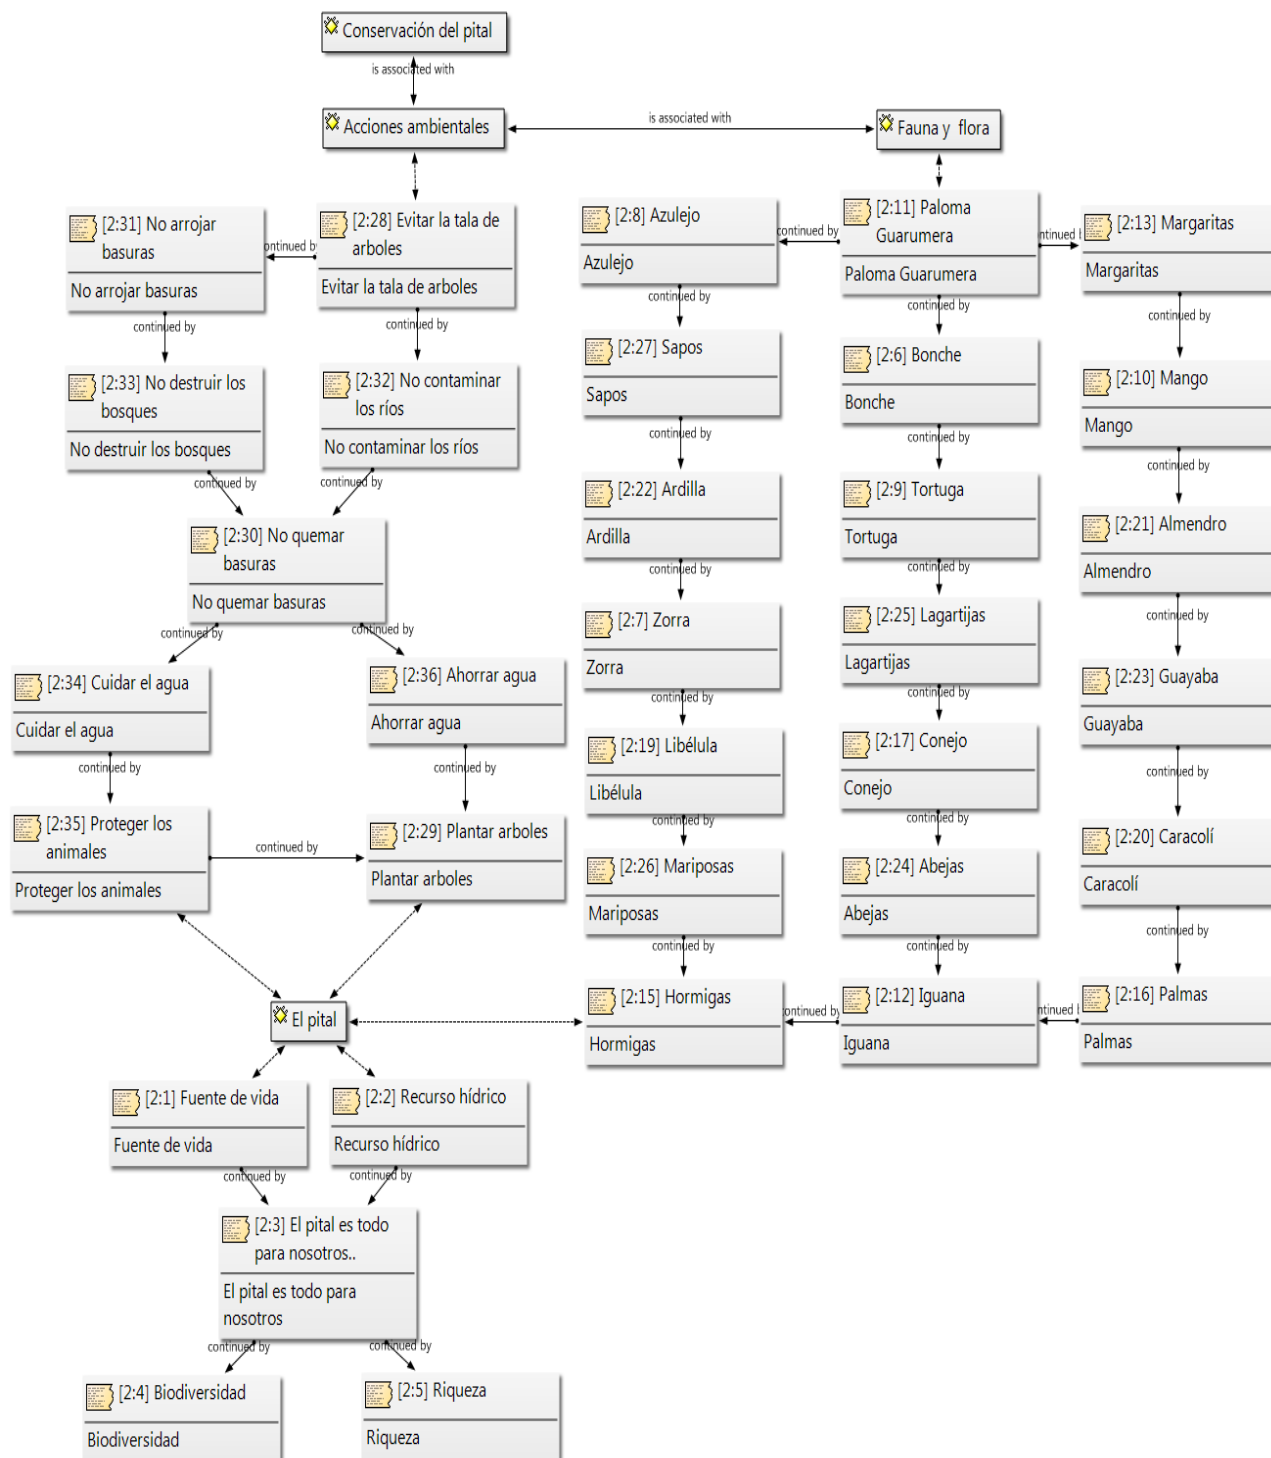 Conservación del pital
is associated with
Acciones ambientales
is associated with
Fauna y flora
[2:31] No arrojar
basuras
No arrojar basuras
continued by
[2:28] Evitar la tala de
arboles
Evitar la tala de arboles
[2:8] Azulejo
Azulejo
continued by
[2:11] Paloma
Guarumera
Paloma Guarumera
continued b
[2:13] Margaritas
Margaritas
continued by
continued by
continued by
continued by
continued by
[2:33] No destruir los
bosques
No destruir los bosques
[2:32] No contaminar
los ríos
No contaminar los ríos
[2:27] Sapos
Sapos
[2:6] Bonche
Bonche
[2:10] Mango
Mango
continued by
continued by
continued by
continued by
continued by
[2:30] No quemar
basuras
No quemar basuras
[2:22] Ardilla
Ardilla
[2:9] Tortuga
Tortuga
[2:21] Almendro
Almendro
continued by
continued by
continued by
continued by
continued by
[2:34] Cuidar el agua
Cuidar el agua
[2:36] Ahorrar agua
Ahorrar agua
[2:7] Zorra
Zorra
[2:25] Lagartijas
Lagartijas
[2:23] Guayaba
Guayaba
continued by
continued by
continued by
continued by
continued by
[2:19] Libélula
Libélula
[2:17] Conejo
Conejo
[2:35] Proteger los
animales
Proteger los animales
continued by
[2:29] Plantar arboles
Plantar arboles
continued by
continued by
[2:20] Caracolí
Caracolí
[2:26] Mariposas
Mariposas
[2:24] Abejas
Abejas
continued by
continued by
continued by
El pital
[2:15] Hormigas
Hormigas
continued by
[2:12] Iguana
Iguana
ntinued b
[2:16] Palmas
Palmas
[2:1] Fuente de vida
Fuente de vida
[2:2] Recurso hídrico
Recurso hídrico
continued by
continued by
[2:3] El pital es todo
para nosotros..
El pital es todo para
nosotros
continued by
continued by
[2:4] Biodiversidad
Biodiversidad
[2:5] Riqueza
Riqueza